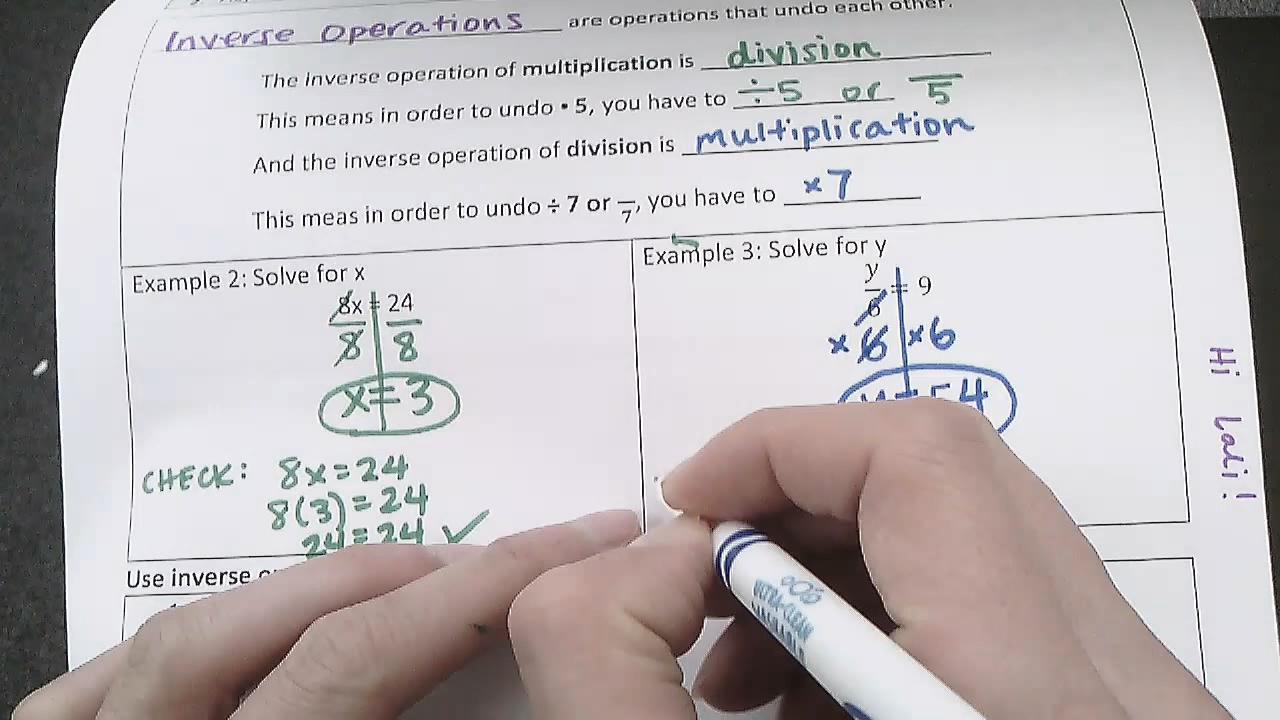 Inverse Operations are operations that undo each other.
The inverse operation of multiplication is division
This means in order to undo • 5, you have to ÷5 or —/5
And the inverse operation of division is multiplication
This meas in order to undo ÷ 7 or —/7, you have to ×7
Example 2: Solve for x
8x = 24
8 8
x = 3
CHECK: 8x = 24
8(3) = 24
24 = 24 ✓
Example 3: Solve for y
y/6 = 9
× 6 × 6
Use inverse
Hi Lali!
ULTRA-CLEAN
WASHABLE